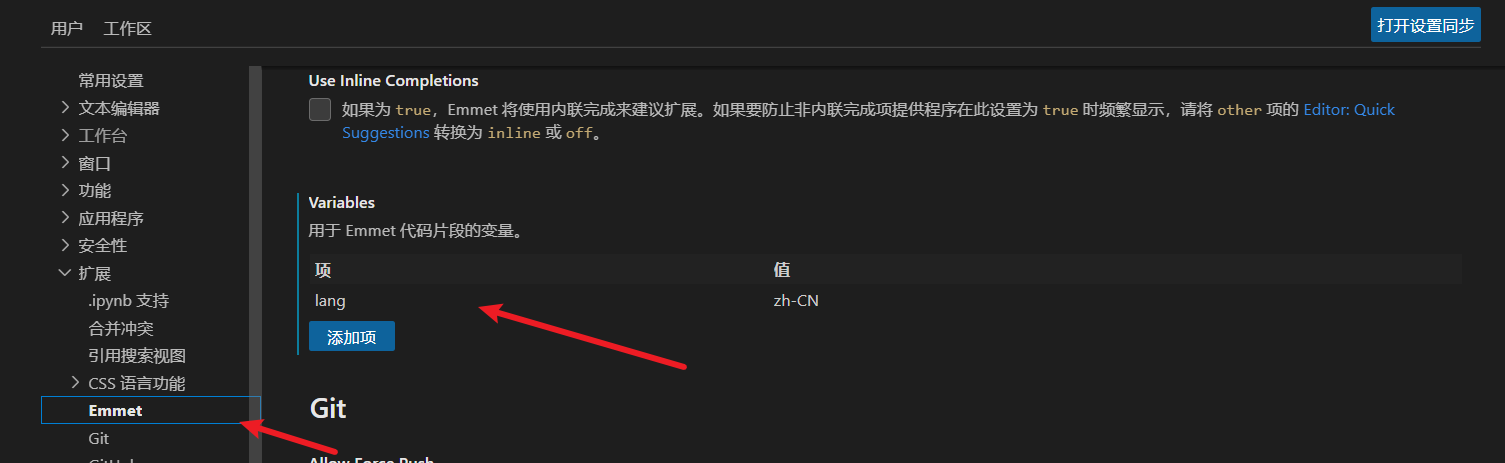 用户 工作区
打开设置同步
常用设置
文本编辑器
工作台
窗口
功能
应用程序
安全性
扩展
.ipynb 支持
合并冲突
引用搜索视图
CSS 语言功能
Emmet
Git
GitHub
Use Inline Completions
如果为 true，Emmet 将使用内联完成来建议扩展。如果要防止非内联完成项提供程序在此设置为 true 时频繁显示，请将 other 项的 Editor: Quick
Suggestions 转换为 inline 或 off。
Variables
用于 Emmet 代码片段的变量。
项 值
lang zh-CN
添加项
Git
Allow Force Push